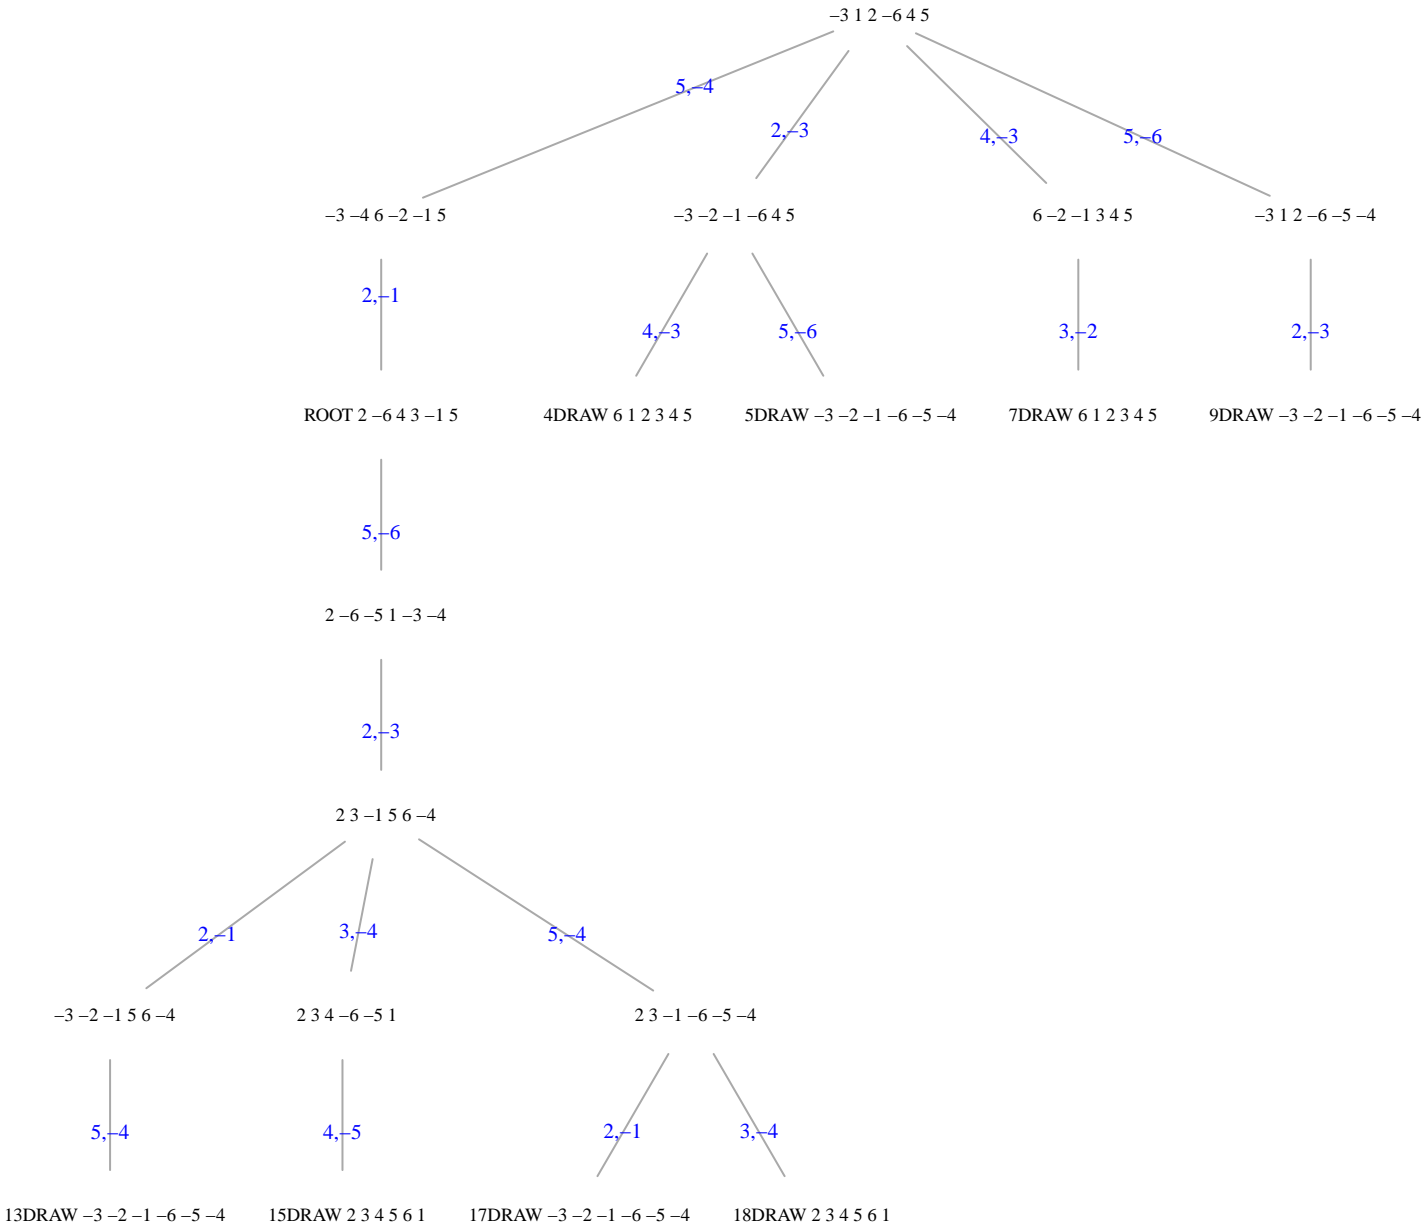 –3 1 2 –6 4 5
5,–4
2,–3
4,–3
5,–6
–3 –4 6 –2 –1 5
–3 –2 –1 –6 4 5
6 –2 –1 3 4 5
–3 1 2 –6 –5 –4
2,–1
4,–3
5,–6
3,–2
2,–3
ROOT 2 –6 4 3 –1 5
4DRAW 6 1 2 3 4 5
5DRAW –3 –2 –1 –6 –5 –4
7DRAW 6 1 2 3 4 5
9DRAW –3 –2 –1 –6 –5 –4
5,–6
2 –6 –5 1 –3 –4
2,–3
2 3 –1 5 6 –4
2,–1
3,–4
5,–4
–3 –2 –1 5 6 –4
2 3 4 –6 –5 1
2 3 –1 –6 –5 –4
5,–4
4,–5
2,–1
3,–4
13DRAW –3 –2 –1 –6 –5 –4
15DRAW 2 3 4 5 6 1
17DRAW –3 –2 –1 –6 –5 –4
18DRAW 2 3 4 5 6 1